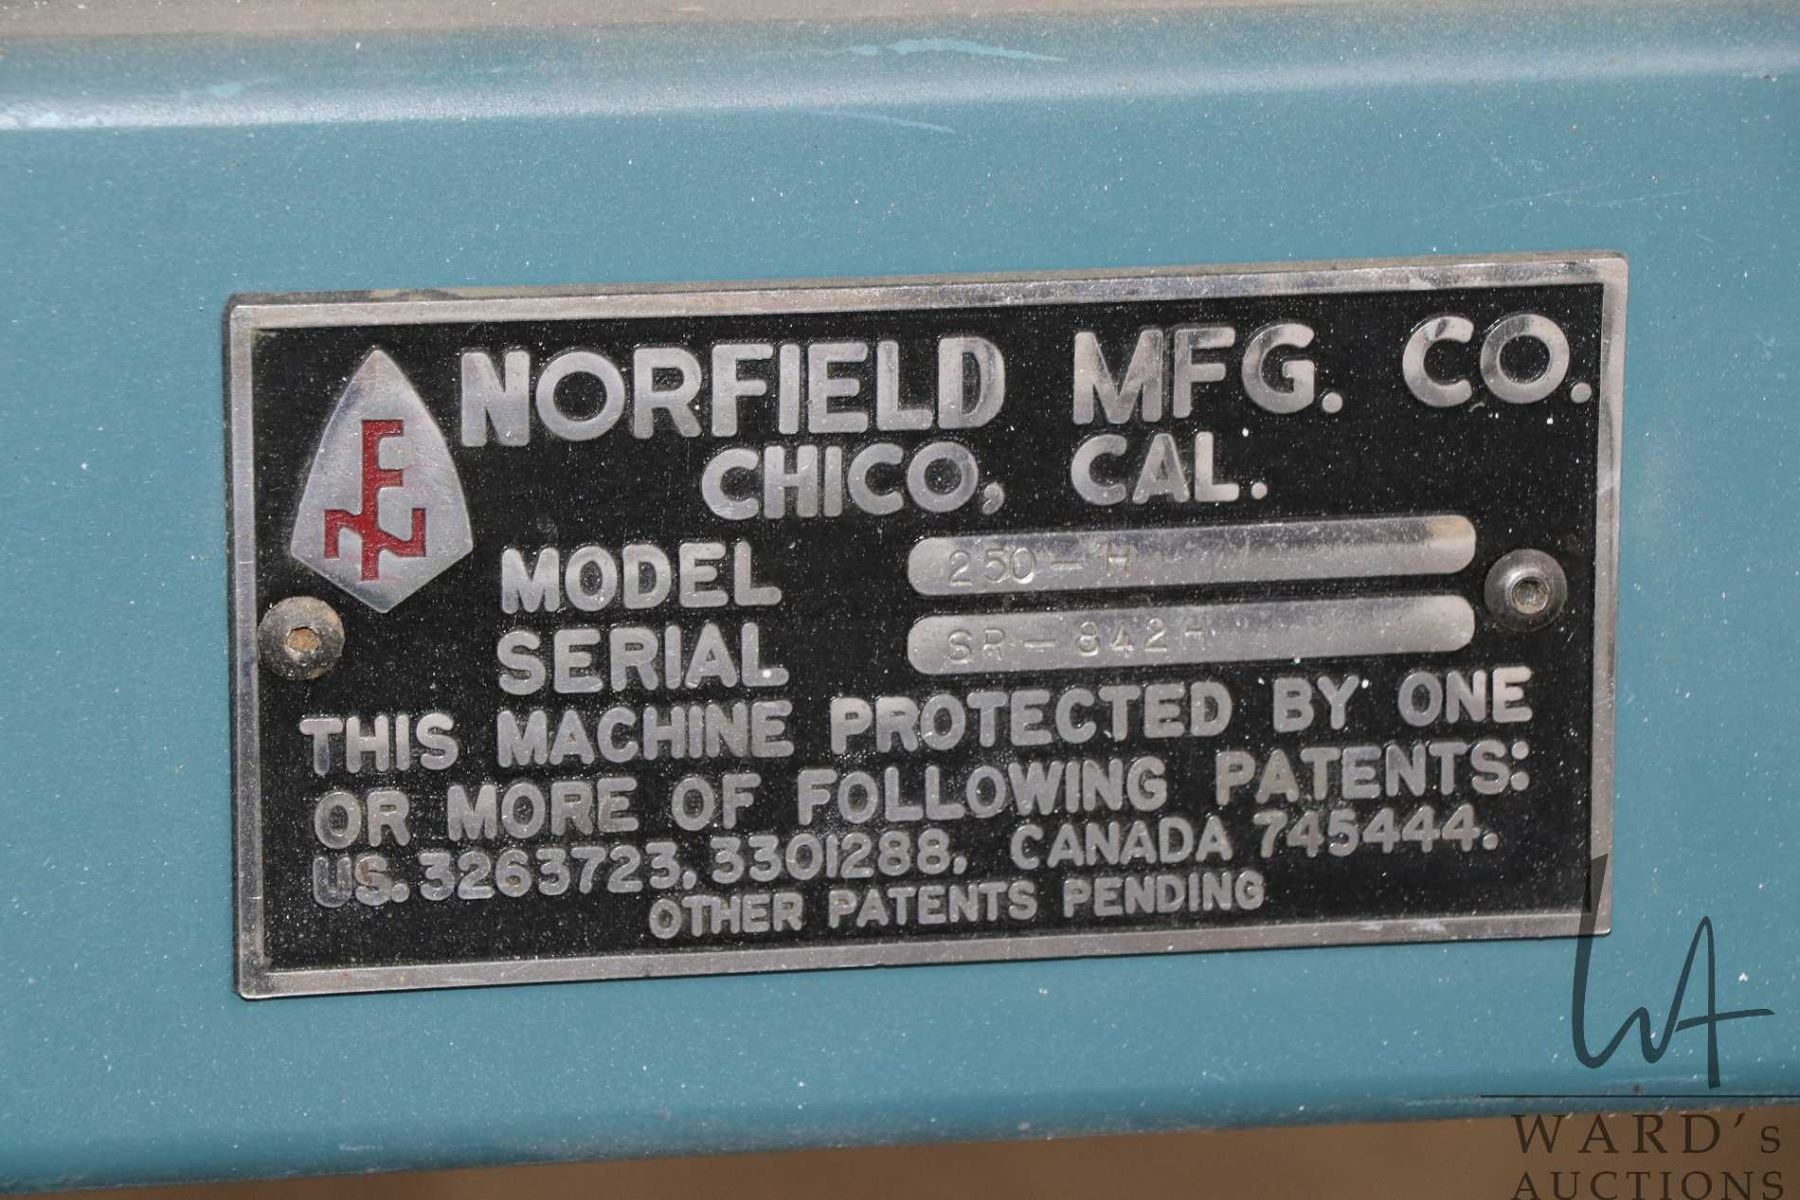 NORFIELD MFG. CO.
CHICO, CAL.
MODEL 250-H
SERIAL SR-842H
THIS MACHINE PROTECTED BY ONE
OR MORE OF FOLLOWING PATENTS:
US. 3263723, 3301288, CANADA 745444.
OTHER PATENTS PENDING
WA
WARD's
AUCTIONS